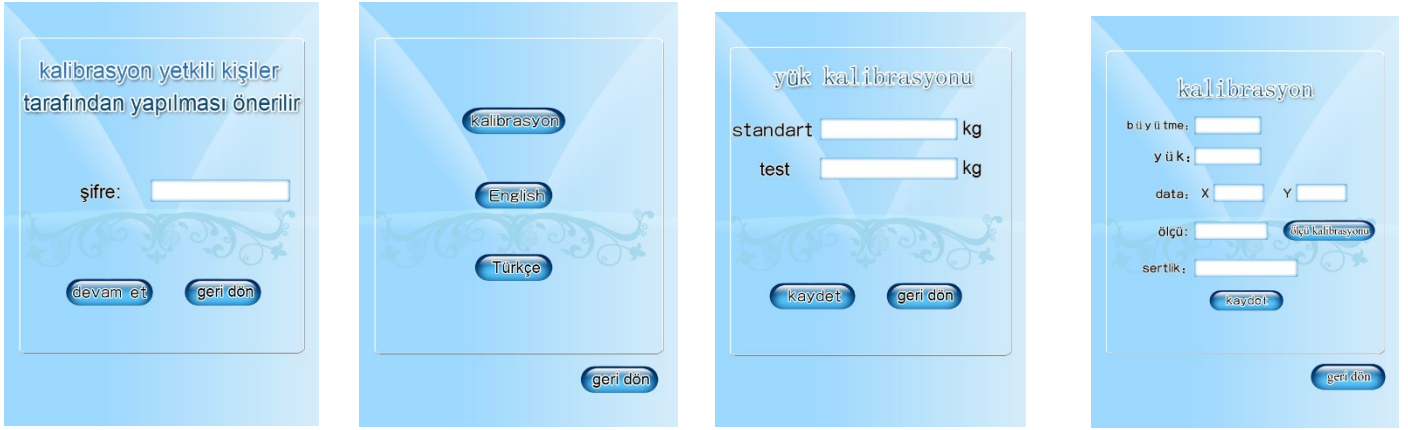 kalibrasyon yetkili kişiler
tarafından yapılması önerilir
şifre:
devam et
geri dön
kalibrasyon
English
Türkçe
geri dön
yük kalibrasyonu
standart kg
test kg
kaydet
geri dön
kalibrasyon
büyütme:
yük:
data: X Y
ölçü: ölçü kalibrasyonu
sertlik:
kaydet
geri dön